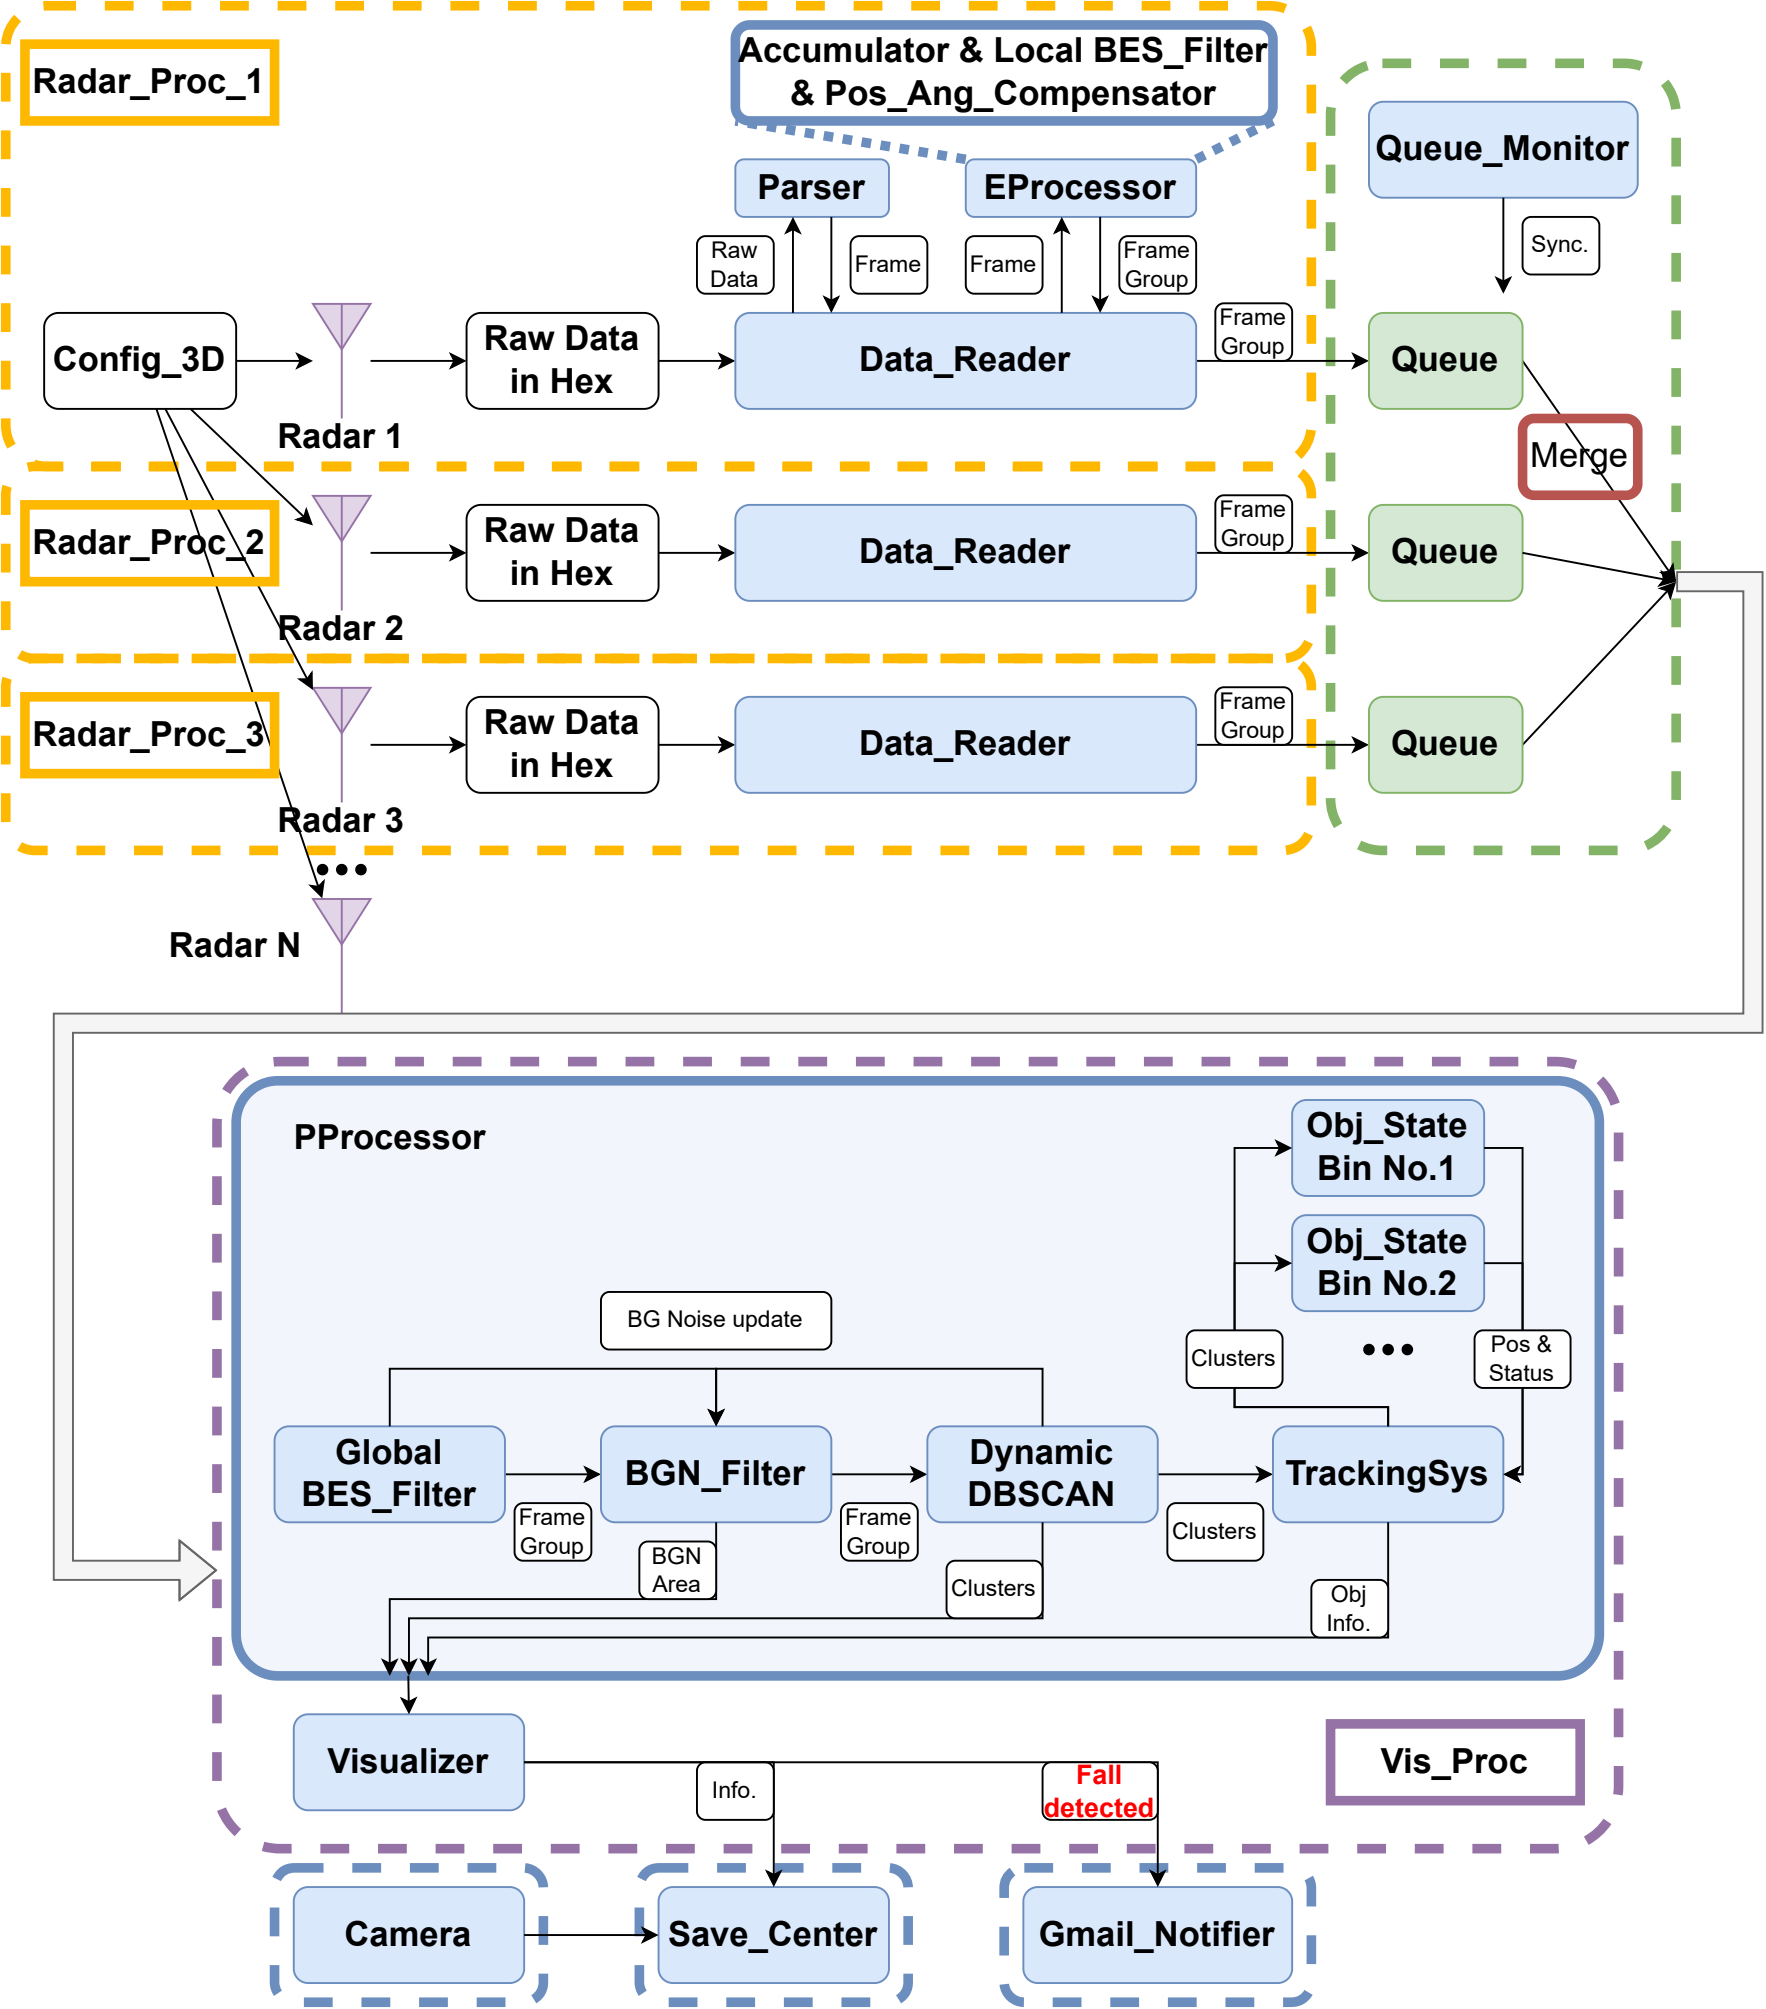 Radar_Proc_1
Accumulator & Local BES_Filter
& Pos_Ang_Compensator
Queue_Monitor
Parser
EProcessor
Raw
Data
Frame
Frame
Frame
Group
Sync.
Config_3D
Radar 1
Raw Data
in Hex
Data_Reader
Frame
Group
Queue
Merge
Radar_Proc_2
Radar 2
Raw Data
in Hex
Data_Reader
Frame
Group
Queue
Radar_Proc_3
Radar 3
Raw Data
in Hex
Data_Reader
Frame
Group
Queue
Radar N
PProcessor
Obj_State
Bin No.1
Obj_State
Bin No.2
BG Noise update
Clusters
Pos &
Status
Global
BES_Filter
BGN_Filter
Dynamic
DBSCAN
TrackingSys
Frame
Group
BGN
Area
Frame
Group
Clusters
Clusters
Obj
Info.
Visualizer
Info.
Fall
detected
Vis_Proc
Camera
Save_Center
Gmail_Notifier